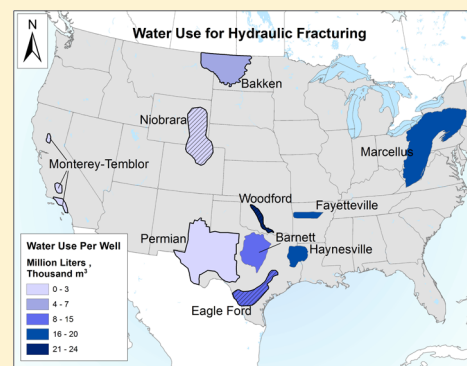 N
Water Use for Hydraulic Fracturing
Bakken
Niobrara
Marcellus
Monterey-Temblor
Woodford
Fayetteville
Permian
Barnett
Haynesville
Eagle Ford
Water Use Per Well
Million Liters ,
Thousand m³
0 - 3
4 - 7
8 - 15
16 - 20
21 - 24